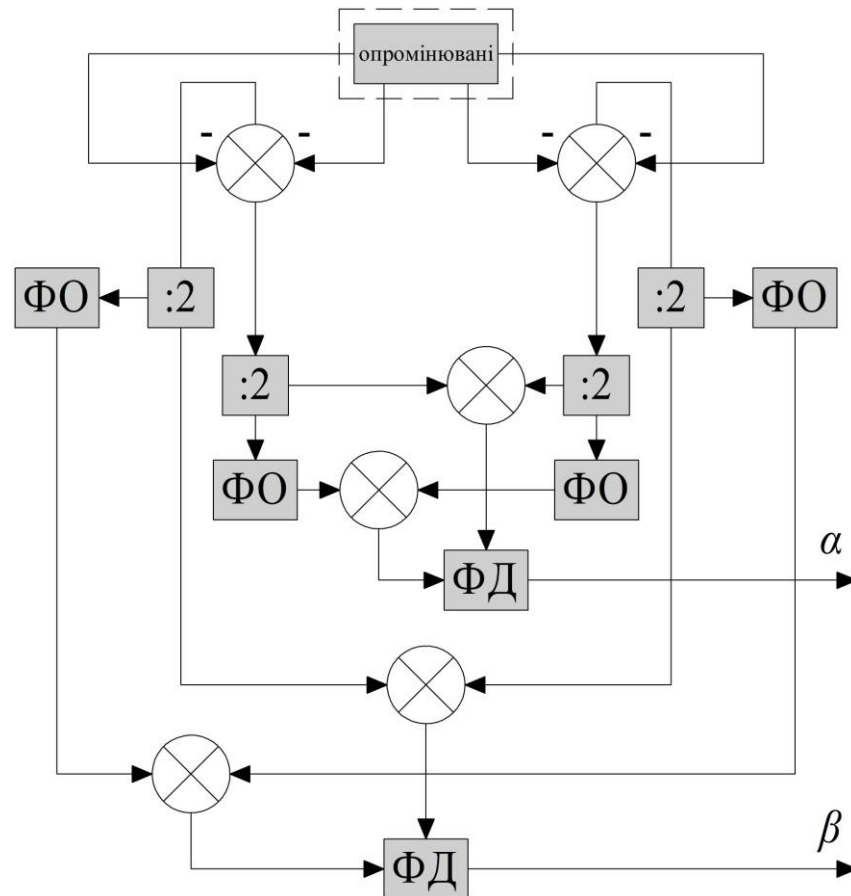 опромінювані
- - - -
ФО :2 :2 ФО
:2 :2
ФО ФО
ФД α
ФД β